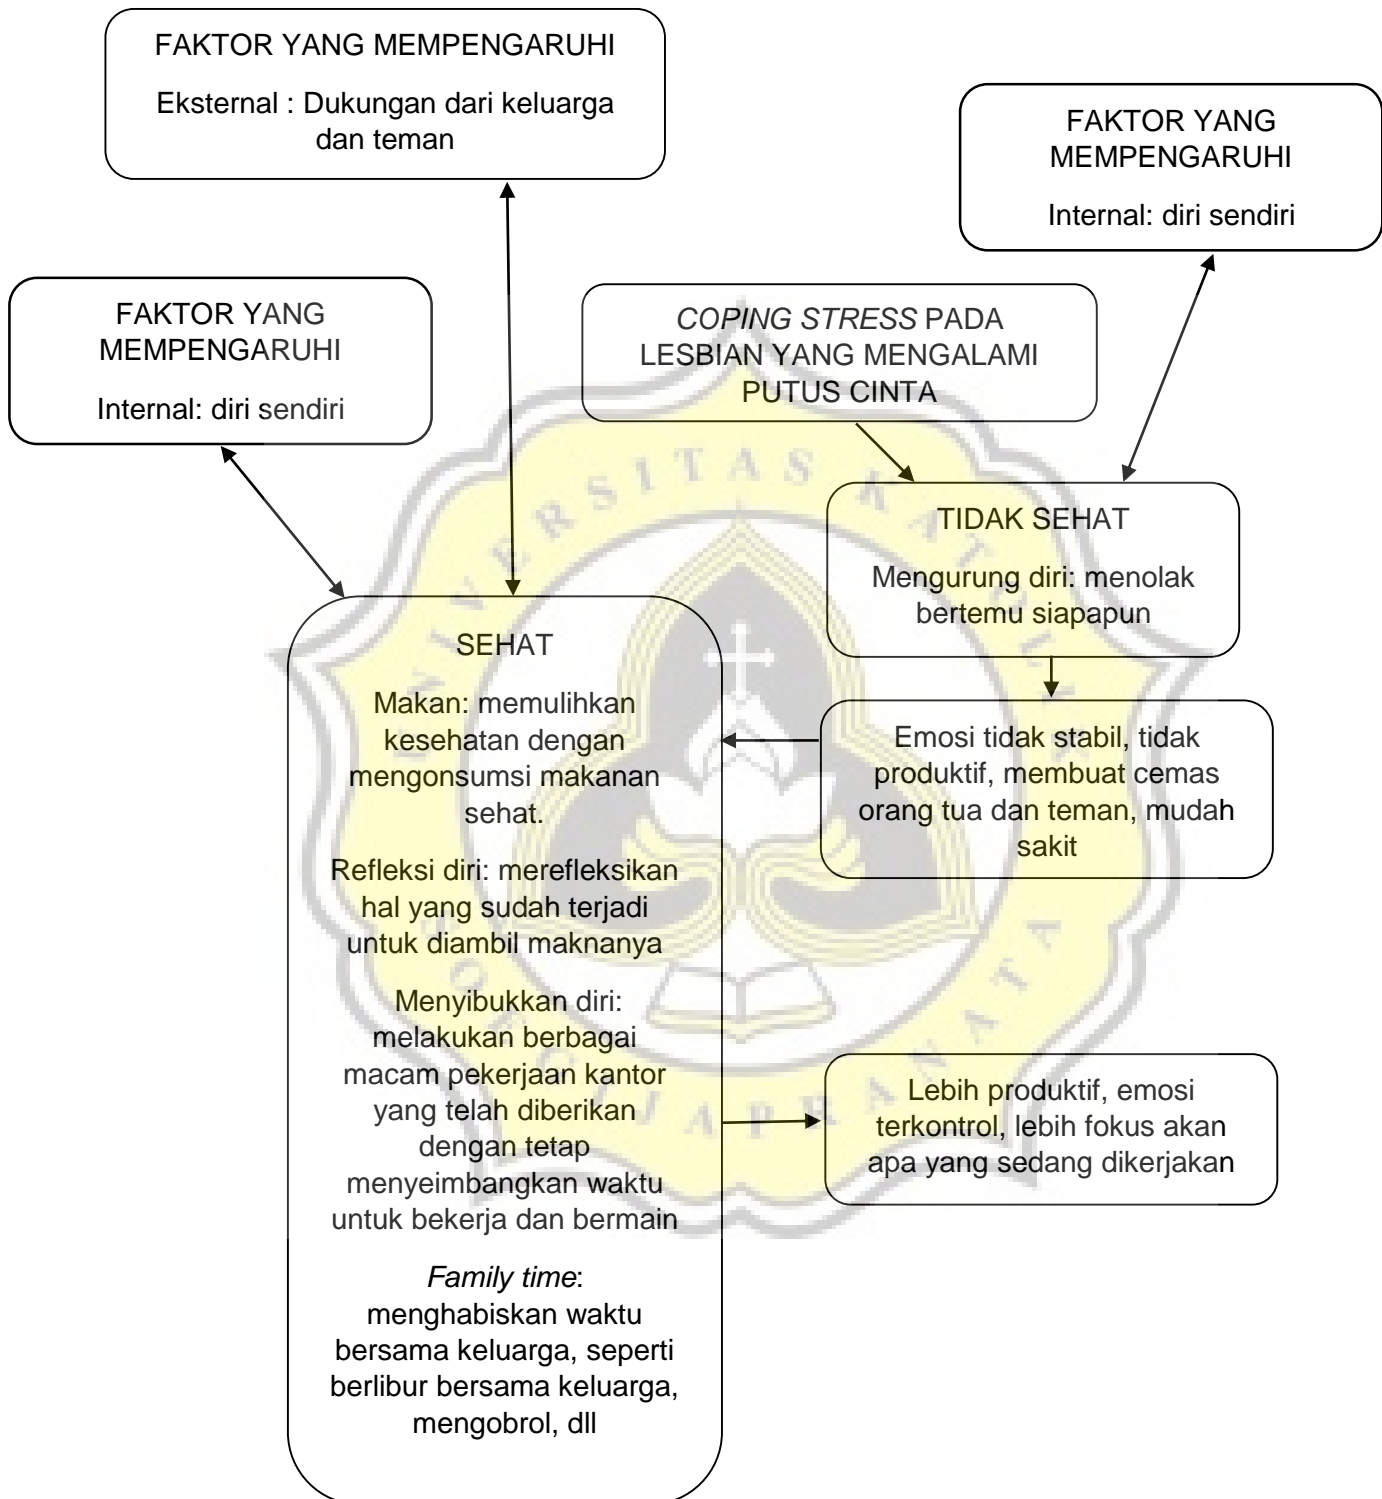 FAKTOR YANG MEMPENGARUHI
Eksternal : Dukungan dari keluarga
dan teman
FAKTOR YANG
MEMPENGARUHI
Internal: diri sendiri
FAKTOR YANG
MEMPENGARUHI
Internal: diri sendiri
COPING STRESS PADA
LESBIAN YANG MENGALAMI
PUTUS CINTA
TIDAK SEHAT
Mengurung diri: menolak
bertemu siapapun
SEHAT
Makan: memulihkan
kesehatan dengan
mengonsumsi makanan
sehat.
Refleksi diri: merefleksikan
hal yang sudah terjadi
untuk diambil maknanya
Menyibukkan diri:
melakukan berbagai
macam pekerjaan kantor
yang telah diberikan
dengan tetap
menyeimbangkan waktu
untuk bekerja dan bermain
Family time:
menghabiskan waktu
bersama keluarga, seperti
berlibur bersama keluarga,
mengobrol, dll
Emosi tidak stabil, tidak
produktif, membuat cemas
orang tua dan teman, mudah
sakit
Lebih produktif, emosi
terkontrol, lebih fokus akan
apa yang sedang dikerjakan
UNIVERSITAS KATOLIK
SOEGIJAPRANATA